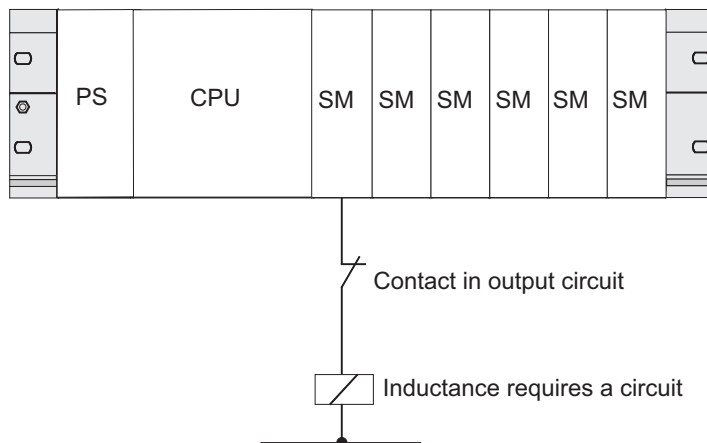 PS CPU SM SM SM SM SM SM
Contact in output circuit
Inductance requires a circuit